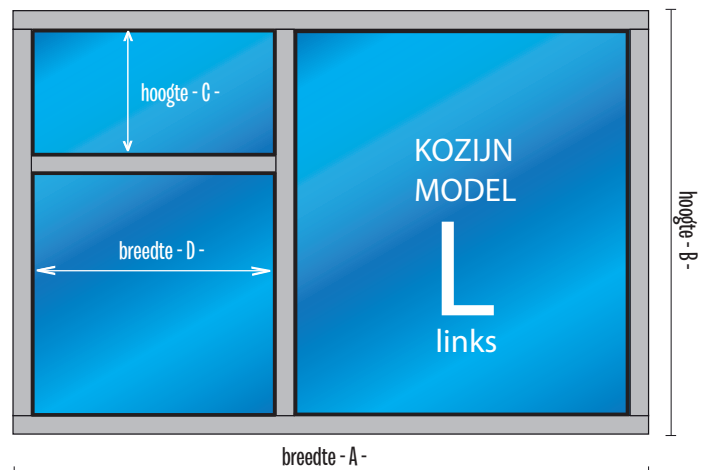 hoogte - C -
breedte - D -
KOZIJN
MODEL
L
links
hoogte - B -
breedte - A -